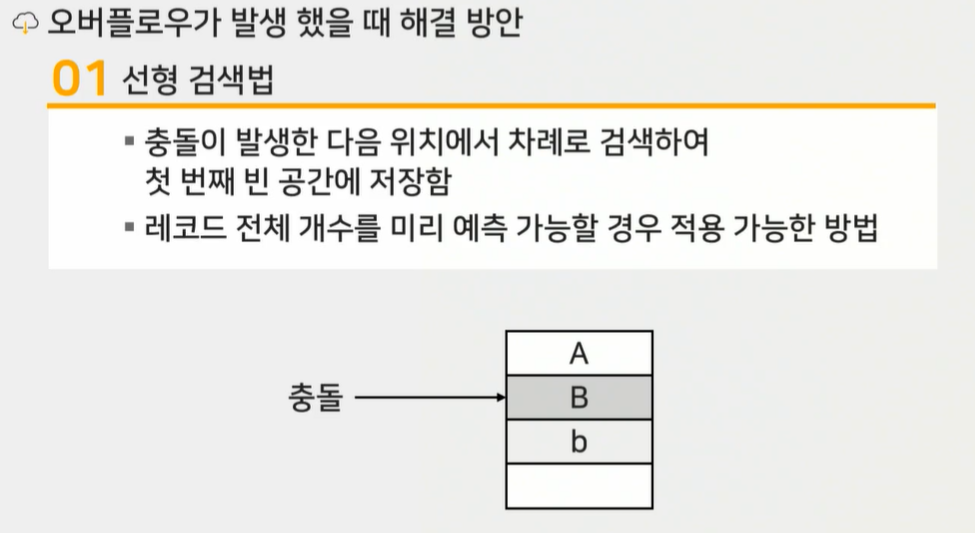 오버플로우가 발생 했을 때 해결 방안
01 선형 검색법
▪ 충돌이 발생한 다음 위치에서 차례로 검색하여
첫 번째 빈 공간에 저장함
▪ 레코드 전체 개수를 미리 예측 가능할 경우 적용 가능한 방법
A
충돌 B
b